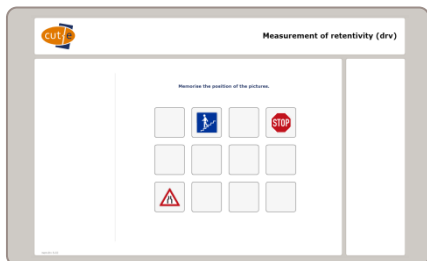 cut-e
Measurement of retentivity (drv)
Memorise the position of the pictures.
STOP